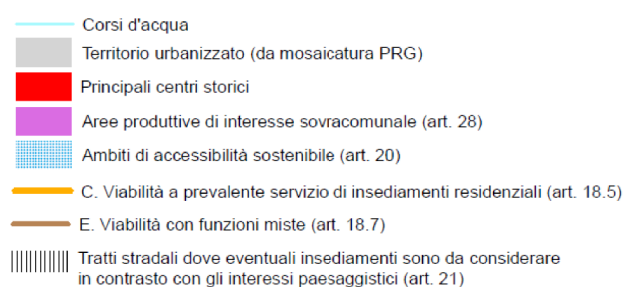 Corsi d'acqua
Territorio urbanizzato (da mosaicatura PRG)
Principali centri storici
Aree produttive di interesse sovracomunale (art. 28)
Ambiti di accessibilità sostenibile (art. 20)
C. Viabilità a prevalente servizio di insediamenti residenziali (art. 18.5)
E. Viabilità con funzioni miste (art. 18.7)
Tratti stradali dove eventuali insediamenti sono da considerare
in contrasto con gli interessi paesaggistici (art. 21)